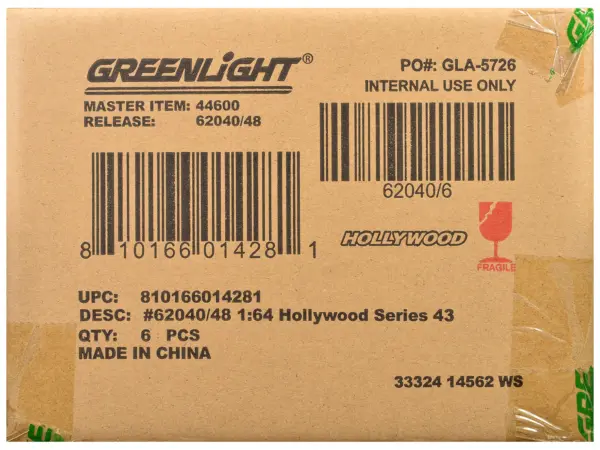 GREENLiGHT®
MASTER ITEM: 44600
RELEASE: 62040/48
PO#: GLA-5726
INTERNAL USE ONLY
62040/6
8 10166 01428 1
HOLLYWOOD
FRAGILE
UPC: 810166014281
DESC: #62040/48 1:64 Hollywood Series 43
QTY: 6 PCS
MADE IN CHINA
33324 14562 WS
GRE